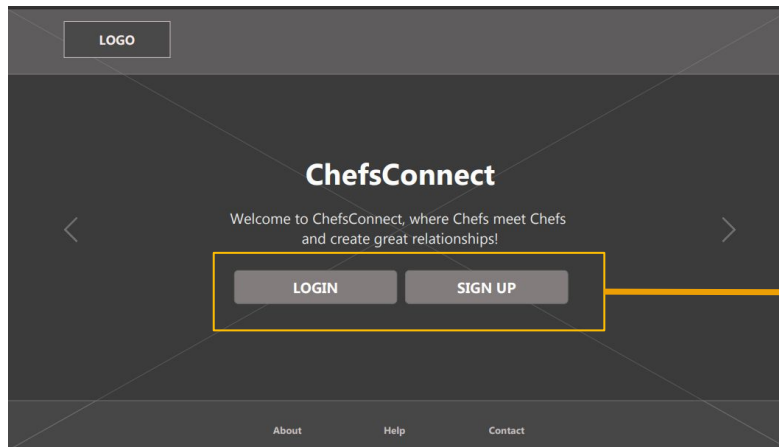 LOGO
ChefsConnect
Welcome to ChefsConnect, where Chefs meet Chefs
and create great relationships!
LOGIN SIGN UP
About Help Contact